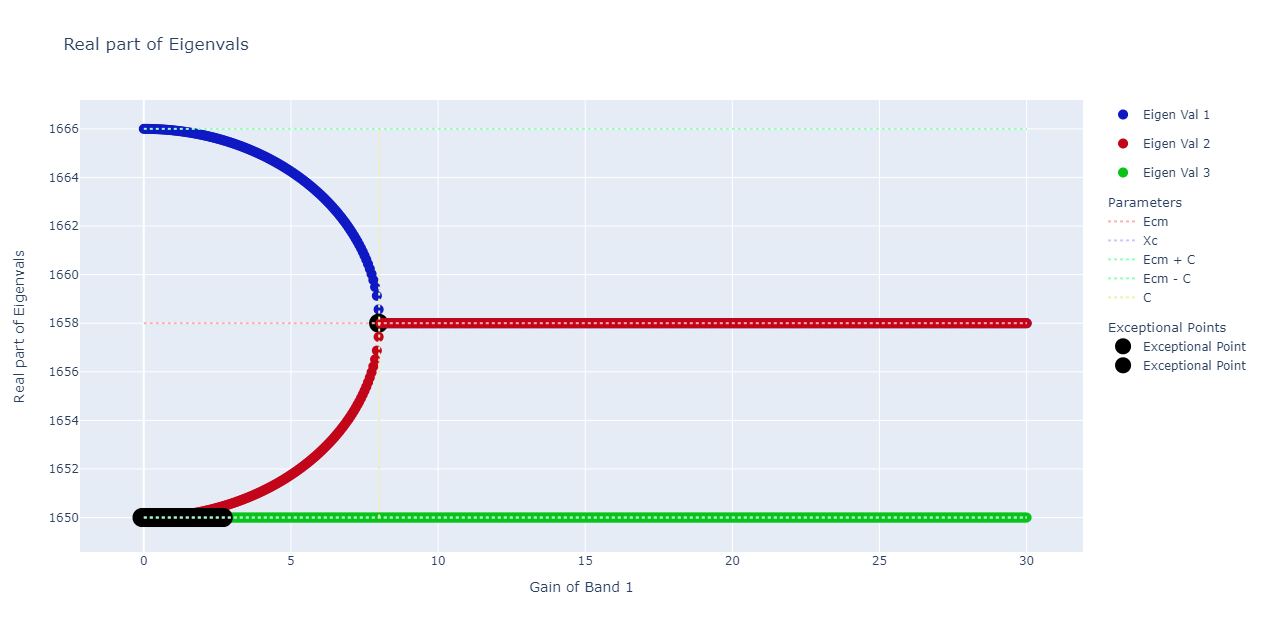 Real part of Eigenvals
Real part of Eigenvals
1666
1664
1662
1660
1658
1656
1654
1652
1650
0
5
10
15
20
25
30
Gain of Band 1
Eigen Val 1
Eigen Val 2
Eigen Val 3
Parameters
Ecm
Xc
Ecm + C
Ecm - C
C
Exceptional Points
Exceptional Point
Exceptional Point